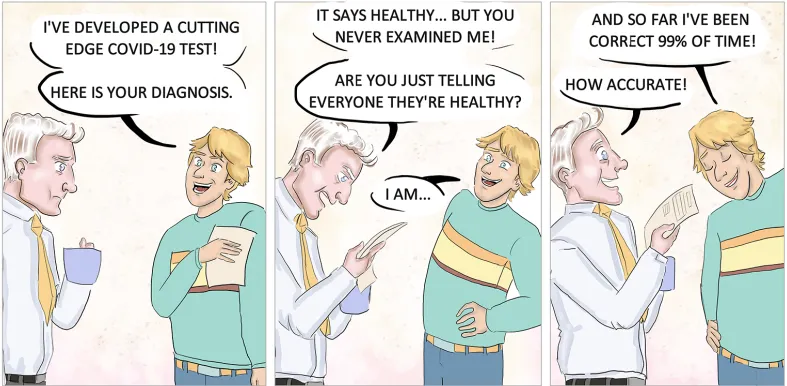 I'VE DEVELOPED A CUTTING
EDGE COVID-19 TEST!
HERE IS YOUR DIAGNOSIS.
IT SAYS HEALTHY... BUT YOU
NEVER EXAMINED ME!
ARE YOU JUST TELLING
EVERYONE THEY'RE HEALTHY?
I AM...
AND SO FAR I'VE BEEN
CORRECT 99% OF TIME!
HOW ACCURATE!